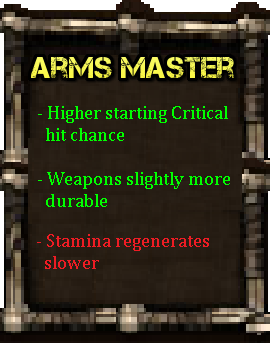 ARMS MASTER
- Higher starting Critical
hit chance
- Weapons slightly more
durable
- Stamina regenerates
slower